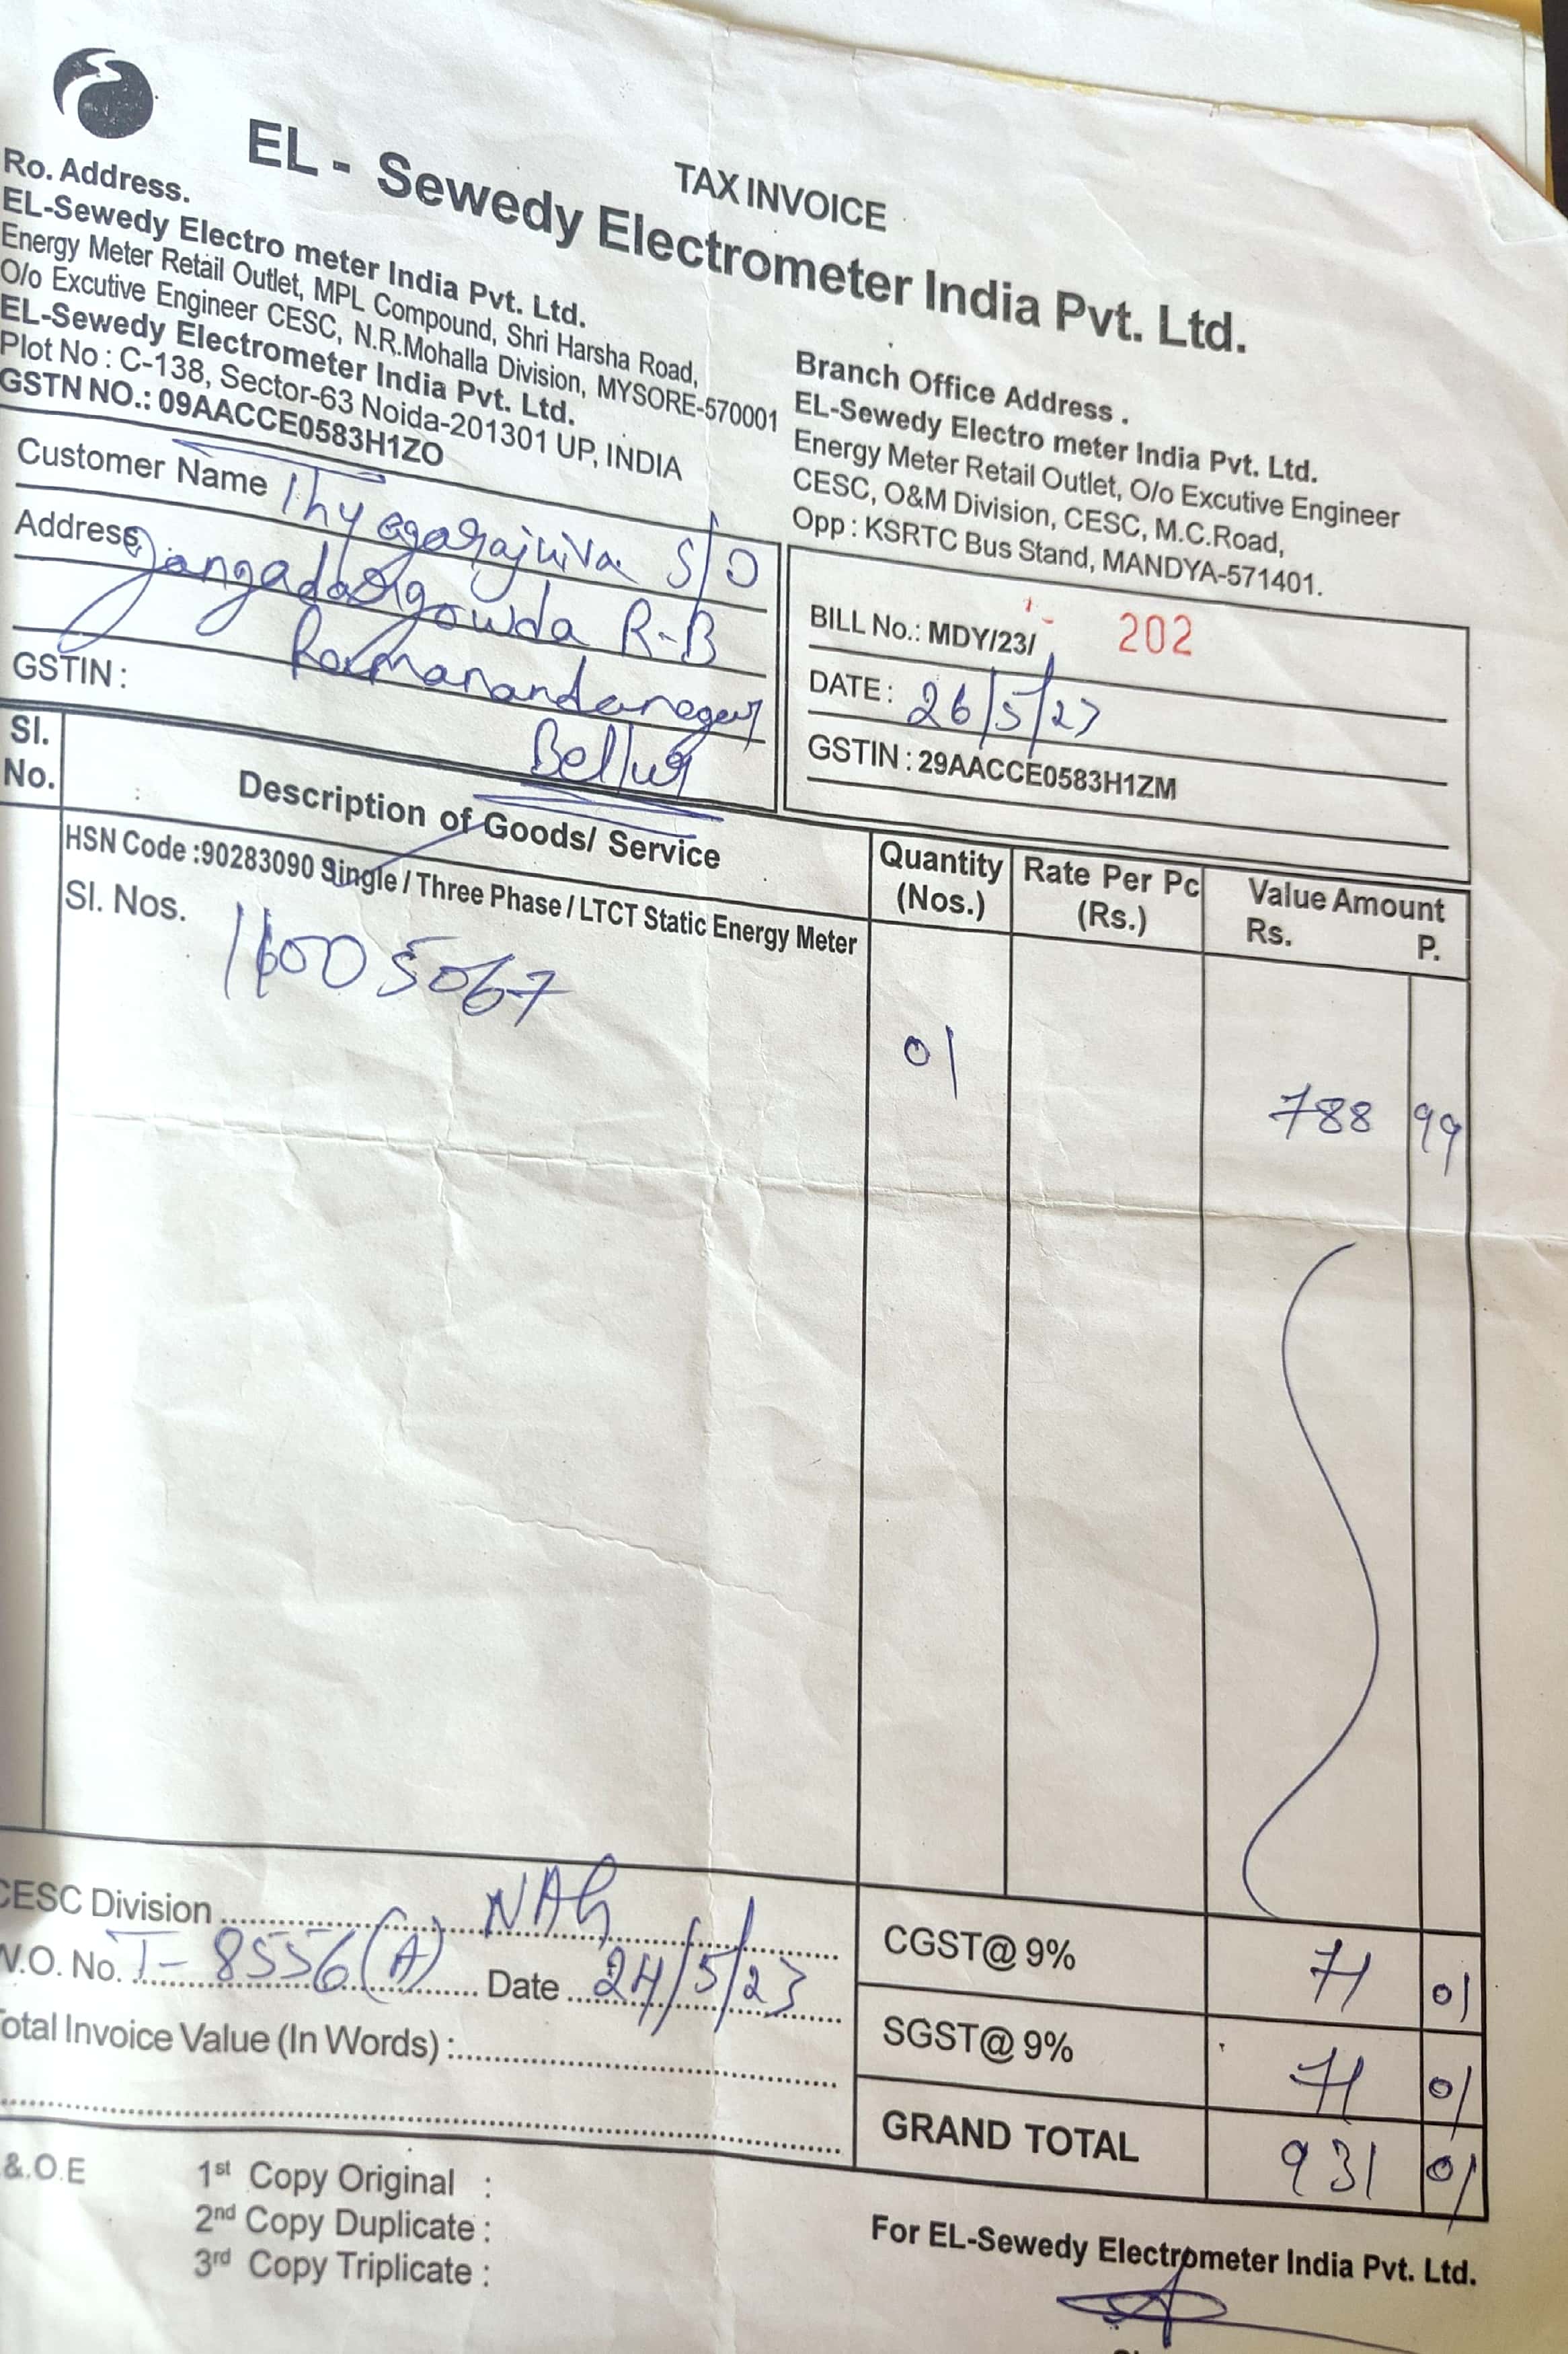 TAX INVOICE
EL - Sewedy Electrometer India Pvt. Ltd.
Ro. Address.
EL-Sewedy Electro meter India Pvt. Ltd.
Energy Meter Retail Outlet, MPL Compound, Shri Harsha Road,
O/o Excutive Engineer CESC, N.R.Mohalla Division, MYSORE-570001
EL-Sewedy Electrometer India Pvt. Ltd.
Plot No : C-138, Sector-63 Noida-201301 UP, INDIA
GSTN NO.: 09AACCE0583H1ZO
Branch Office Address .
EL-Sewedy Electro meter India Pvt. Ltd.
Energy Meter Retail Outlet, O/o Excutive Engineer
CESC, O&M Division, CESC, M.C.Road,
Opp : KSRTC Bus Stand, MANDYA-571401.
Customer Name S/O
Address R-B
Ramanandanagar
GSTIN :
Bellur
BILL No.: MDY/23/ 202
DATE : 26/5/23
GSTIN : 29AACCE0583H1ZM
Sl. No. Description of Goods/ Service Quantity (Nos.) Rate Per Pc (Rs.) Value Amount Rs. P.
HSN Code :90283090 Single / Three Phase / LTCT Static Energy Meter
Sl. Nos. 16005067
01 788 99
CESC Division
W.O. No. T-8556(A) Date 24/5/23
Total Invoice Value (In Words) :
CGST@ 9% 71 01
SGST@ 9% 71 01
GRAND TOTAL 931 01
&.O.E
1st Copy Original :
2nd Copy Duplicate :
3rd Copy Triplicate :
For EL-Sewedy Electrometer India Pvt. Ltd.